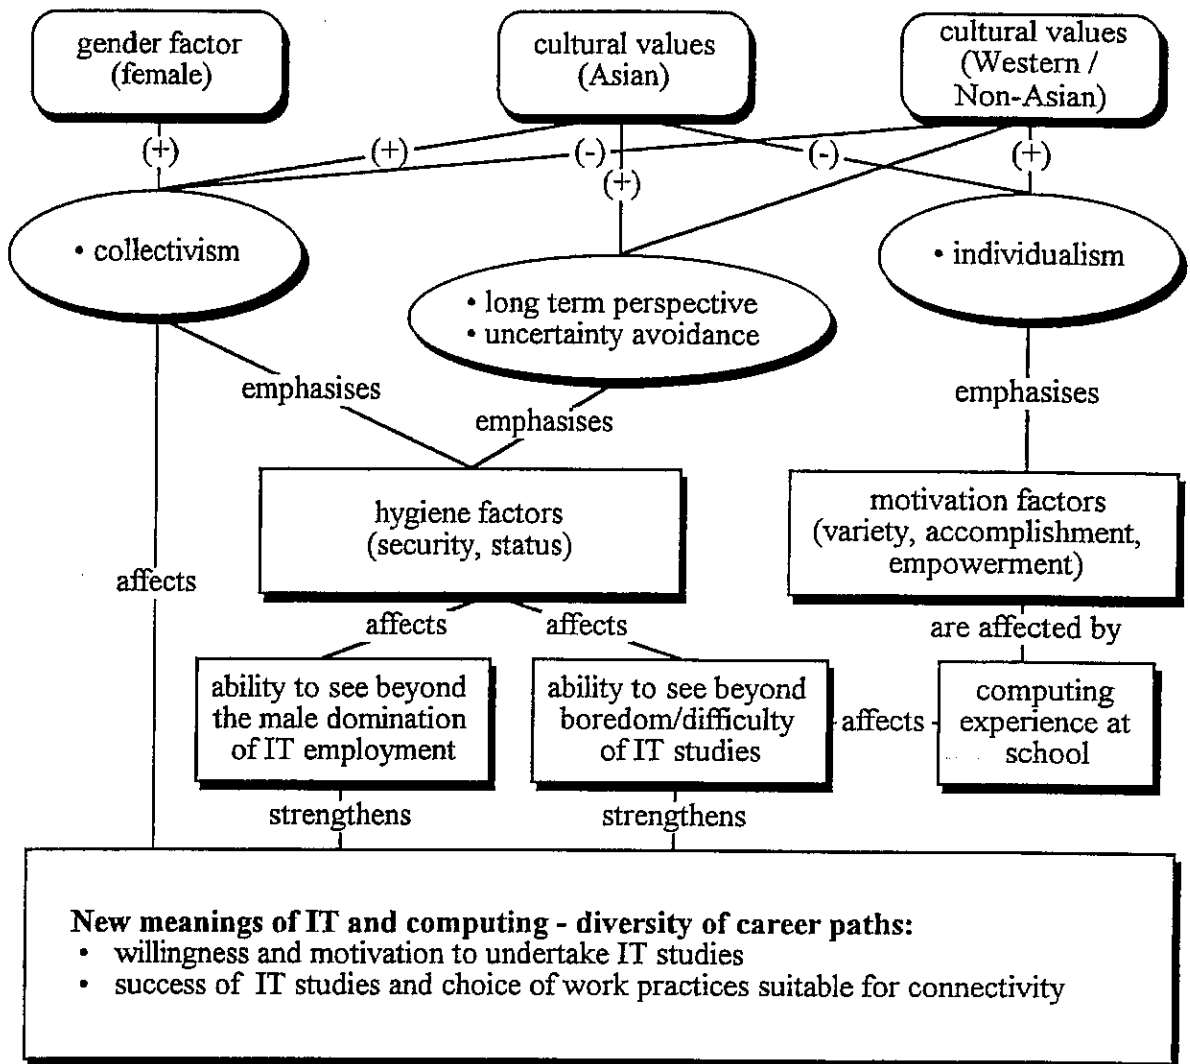 gender factor
(female)
cultural values
(Asian)
cultural values
(Western /
Non-Asian)
(+)
(+)
(-)
(+)
(-)
(+)
• collectivism
• long term perspective
• uncertainty avoidance
• individualism
emphasises
emphasises
emphasises
hygiene factors
(security, status)
motivation factors
(variety, accomplishment,
empowerment)
affects
affects
affects
are affected by
ability to see beyond
the male domination
of IT employment
ability to see beyond
boredom/difficulty
of IT studies
affects
computing
experience at
school
strengthens
strengthens
New meanings of IT and computing - diversity of career paths:
• willingness and motivation to undertake IT studies
• success of IT studies and choice of work practices suitable for connectivity